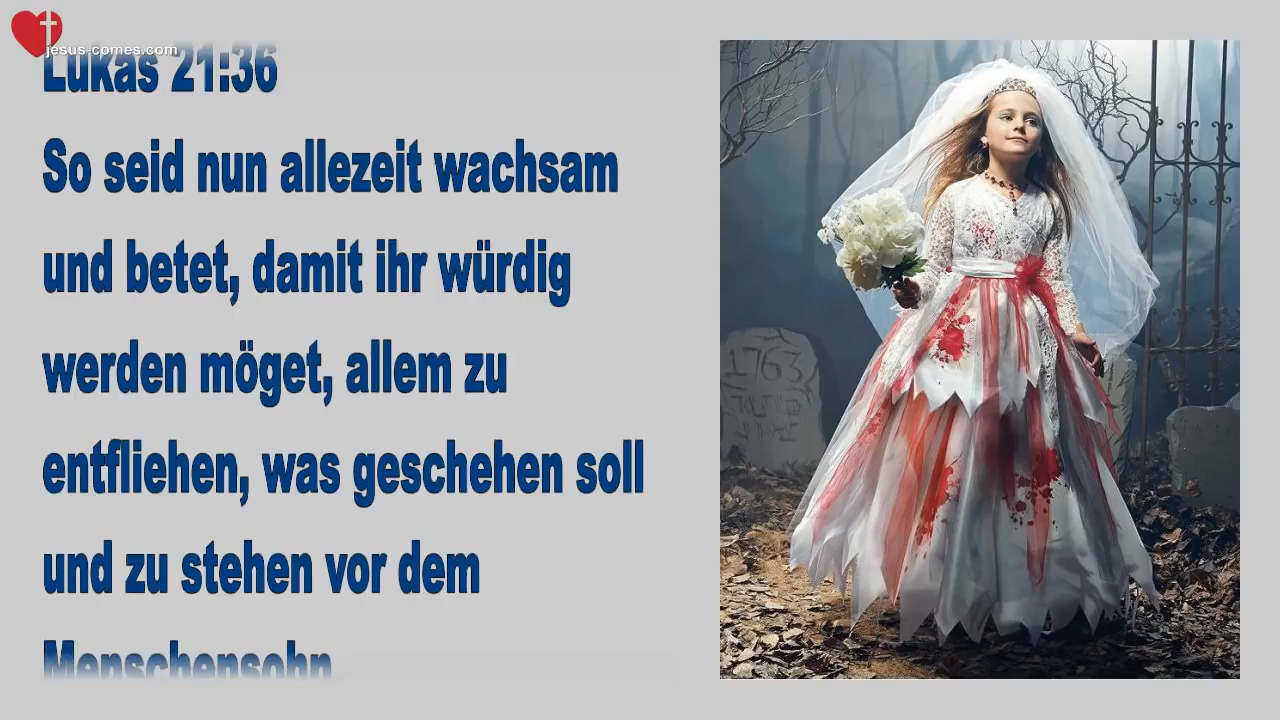 jesus-comes.com
Lukas 21:36
So seid nun allezeit wachsam
und betet, damit ihr würdig
werden möget, allem zu
entfliehen, was geschehen soll
und zu stehen vor dem
Menschensohn
1763